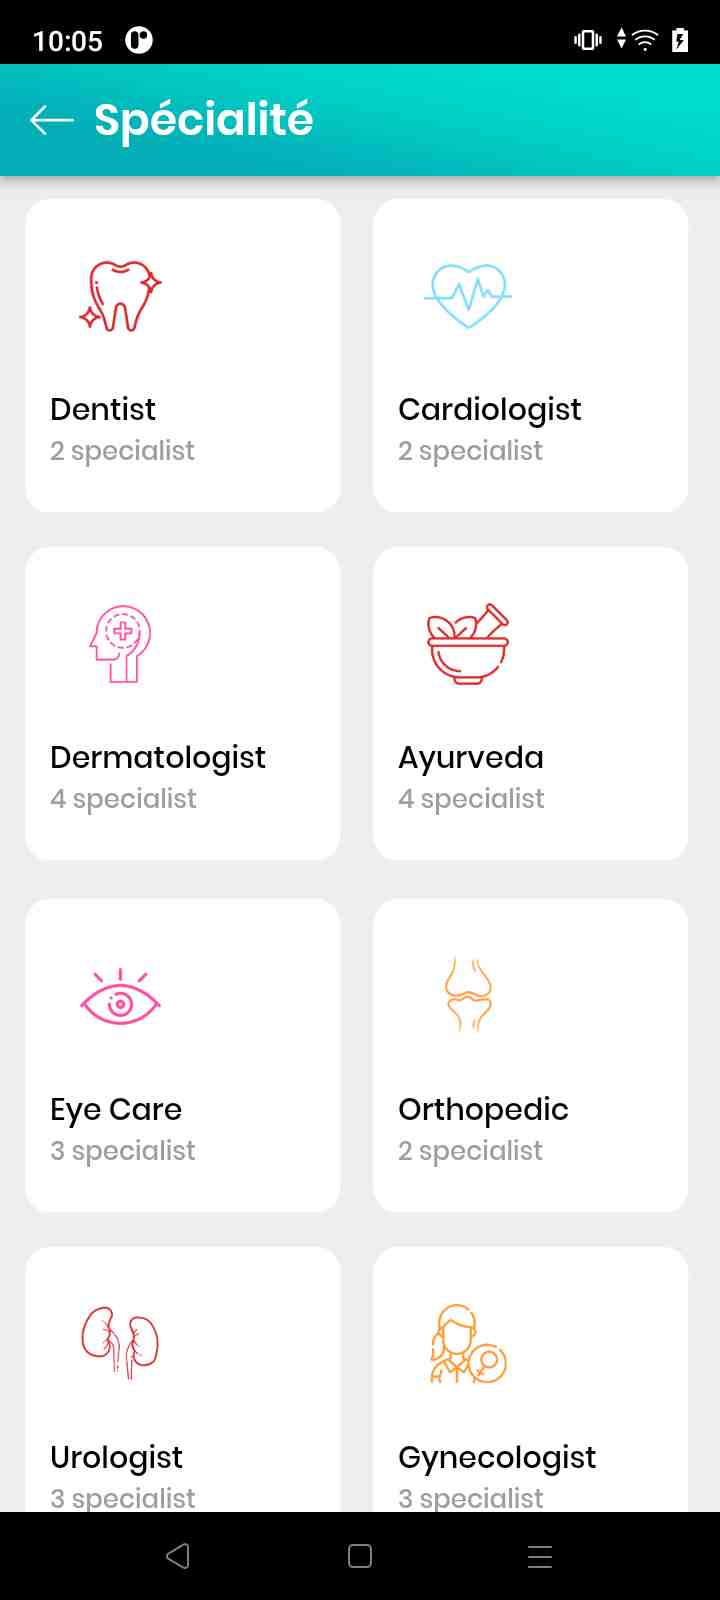 10:05
Spécialité
Dentist
2 specialist
Cardiologist
2 specialist
Dermatologist
4 specialist
Ayurveda
4 specialist
Eye Care
3 specialist
Orthopedic
2 specialist
Urologist
3 specialist
Gynecologist
3 specialist